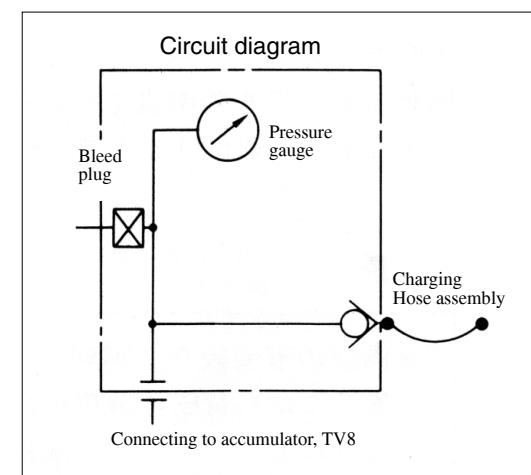 Circuit diagram
Pressure
gauge
Bleed
plug
Charging
Hose assembly
Connecting to accumulator, TV8